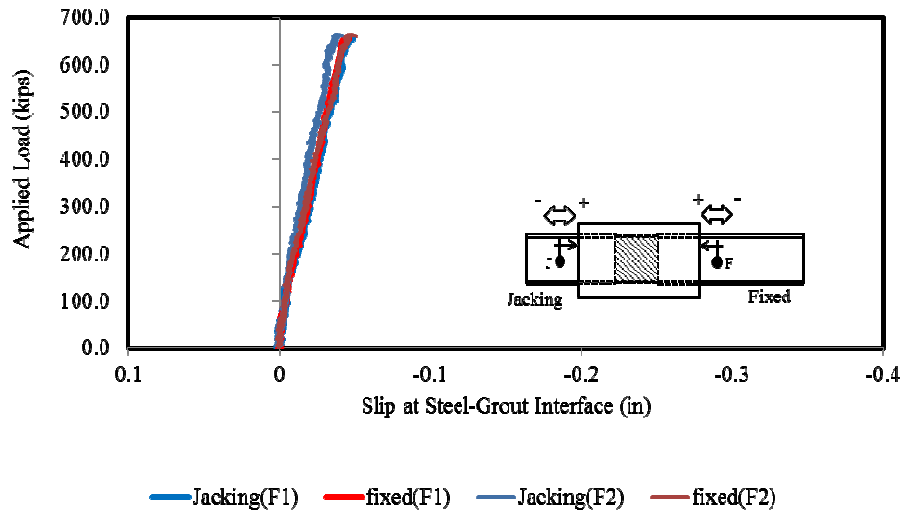 700.0
600.0
500.0
400.0
300.0
200.0
100.0
0.0
Applied Load (kips)
0.1 0 -0.1 -0.2 -0.3 -0.4
Slip at Steel-Grout Interface (in)
- + + -
J F
Jacking Fixed
Jacking(F1) fixed(F1) Jacking(F2) fixed(F2)